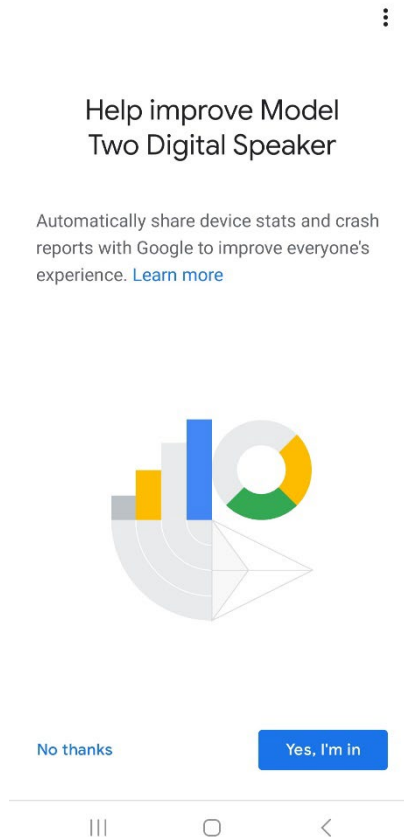 Help improve Model
Two Digital Speaker
Automatically share device stats and crash
reports with Google to improve everyone's
experience. Learn more
No thanks
Yes, I'm in